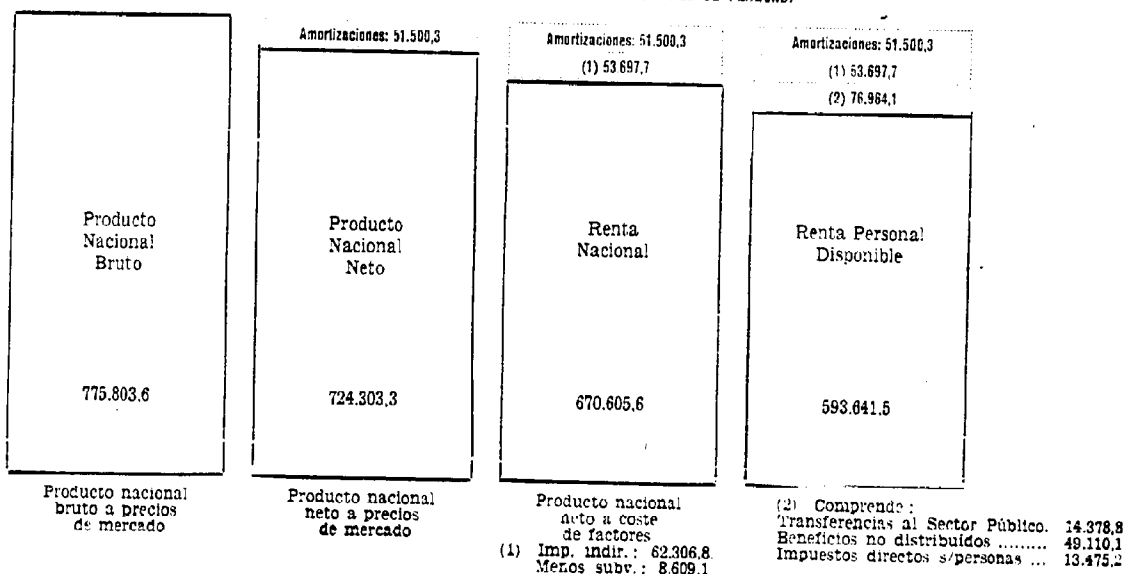 Amortizaciones: 51.500,3
Amortizaciones: 51.500,3
(1) 53.697,7
Amortizaciones: 51.500,3
(1) 53.697,7
(2) 76.964,1
Producto
Nacional
Bruto
775.803,6
Producto
Nacional
Neto
724.303,3
Renta
Nacional
670.605,6
Renta Personal
Disponible
593.641,5
Producto nacional
bruto a precios
de mercado
Producto nacional
neto a precios
de mercado
Producto nacional
neto a coste
de factores
(1) Imp. indir.: 62.306,8
Menos subv.: 8.609,1
(2) Comprende:
Transferencias al Sector Público. 14.378,8
Beneficios no distribuidos ......... 49.110,1
Impuestos directos s/personas ... 13.475,2